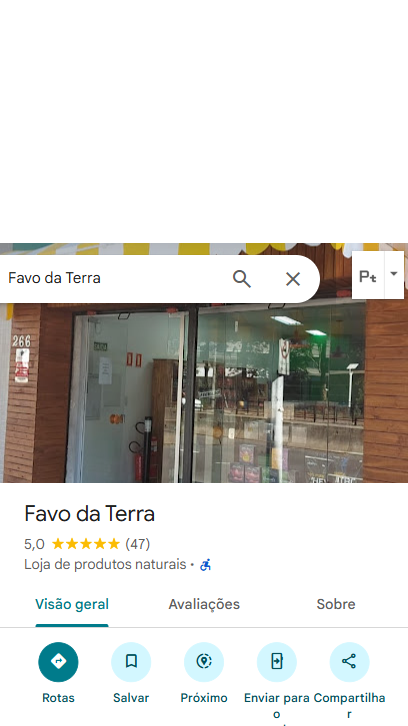 Favo da Terra
Pt
266
Favo da Terra
5,0 (47)
Loja de produtos naturais ·
Visão geral
Avaliações
Sobre
Rotas
Salvar
Próximo
Enviar para o
Compartilhar